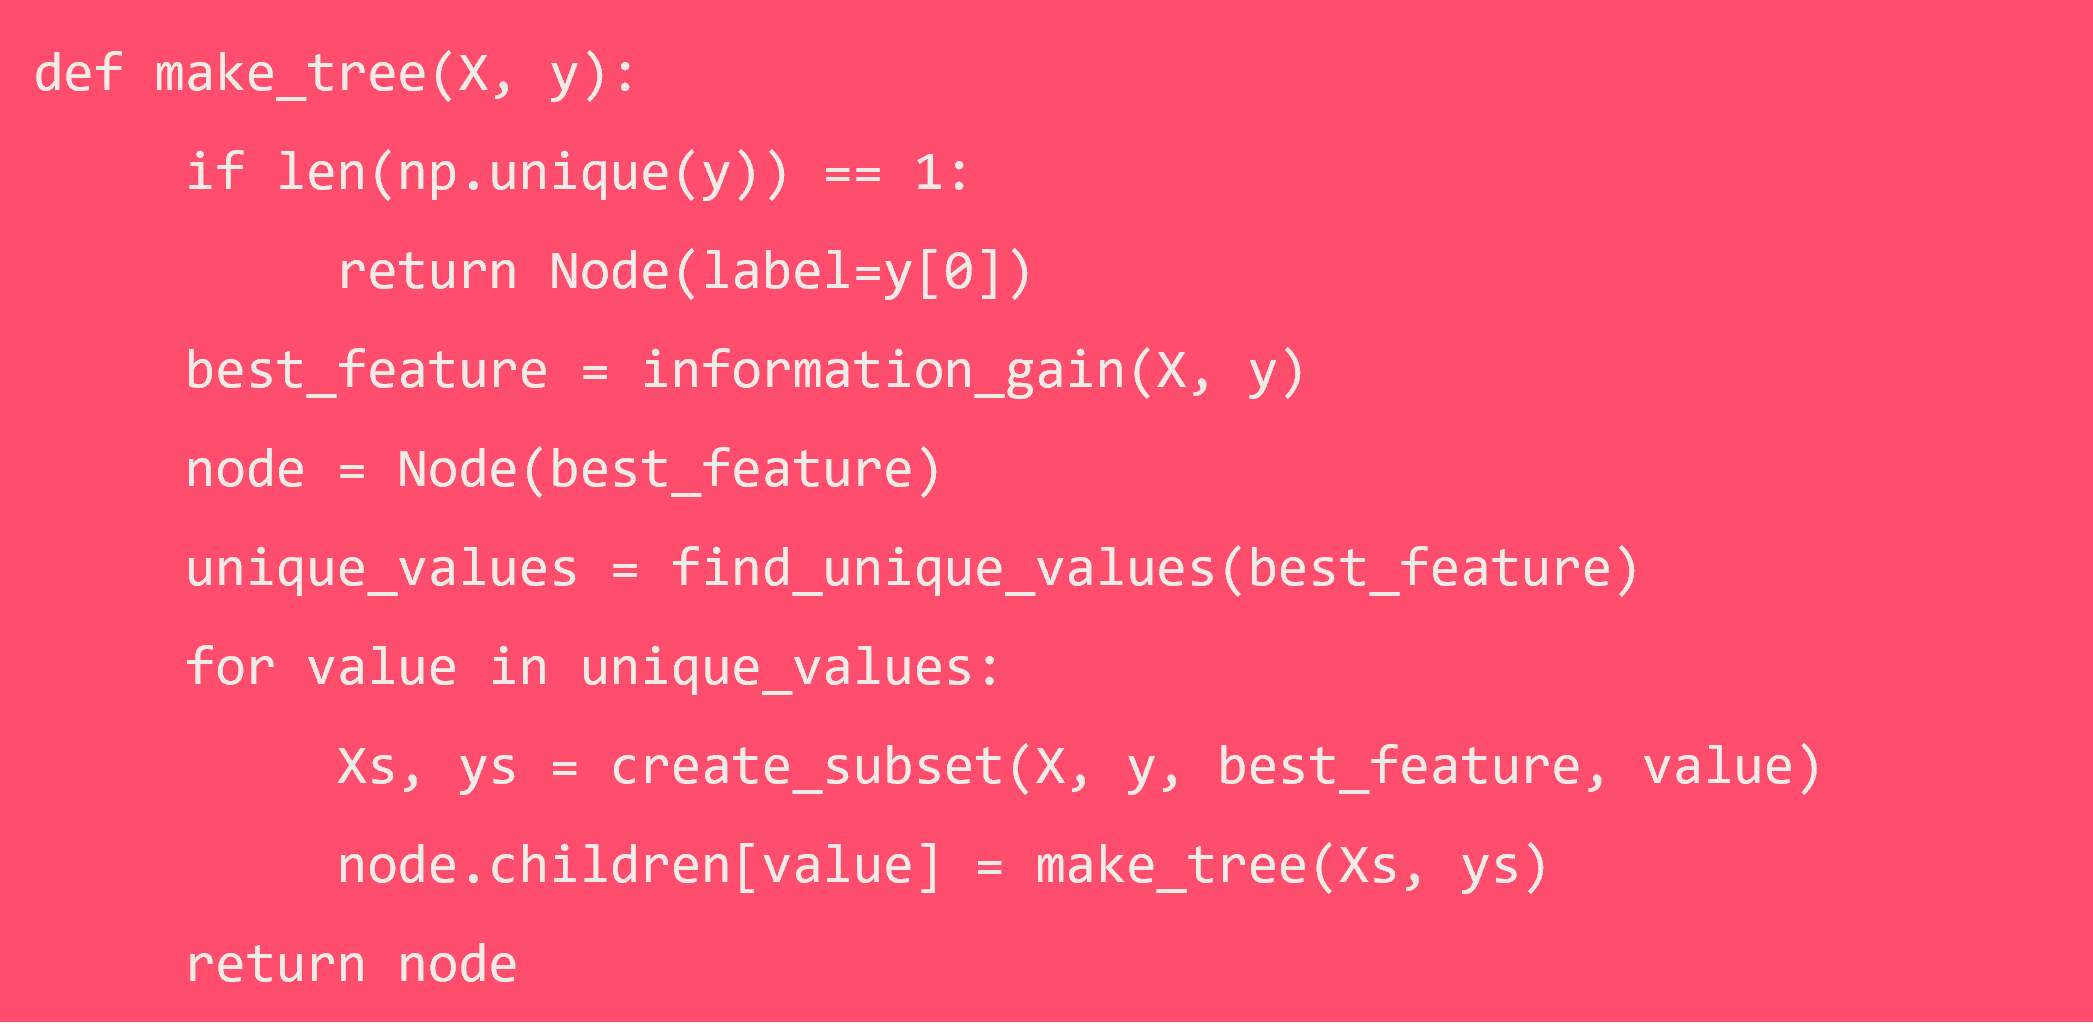 def make_tree(X, y):
     if len(np.unique(y)) == 1:
          return Node(label=y[0])
     best_feature = information_gain(X, y)
     node = Node(best_feature)
     unique_values = find_unique_values(best_feature)
     for value in unique_values:
          Xs, ys = create_subset(X, y, best_feature, value)
          node.children[value] = make_tree(Xs, ys)
     return node